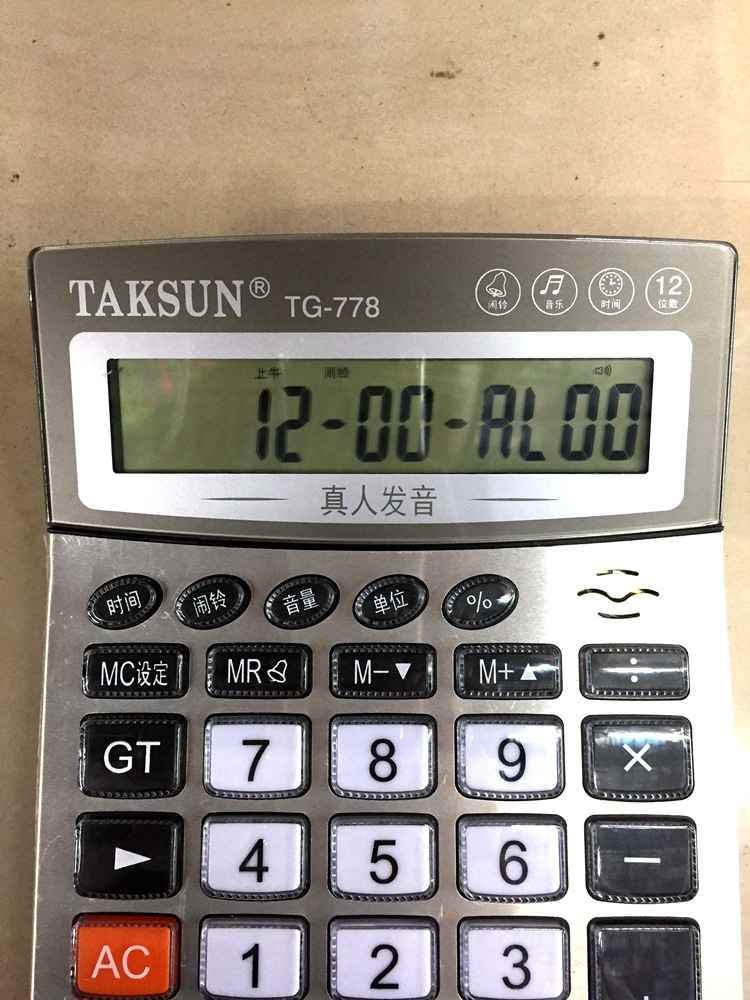 TAKSUN® TG-778
闹铃 音乐 时间 12位数
上午 闹铃
12-00-AL00
真人发音
时间 闹铃 音量 单位 %
MC设定 MR M-▼ M+▲ ÷
GT 7 8 9 ×
► 4 5 6 −
AC 1 2 3